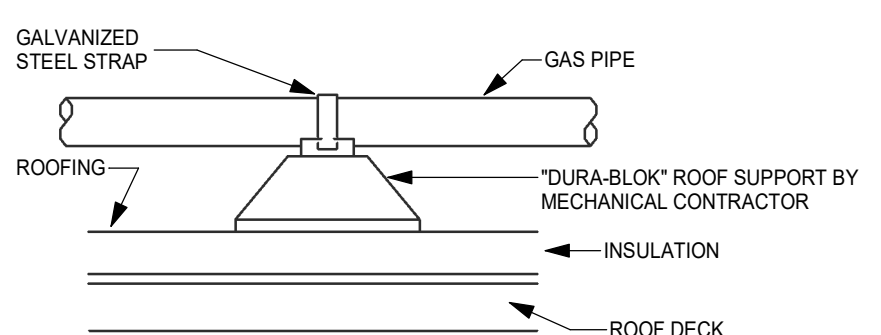 GALVANIZED
STEEL STRAP
GAS PIPE
ROOFING
"DURA-BLOK" ROOF SUPPORT BY
MECHANICAL CONTRACTOR
INSULATION
ROOF DECK